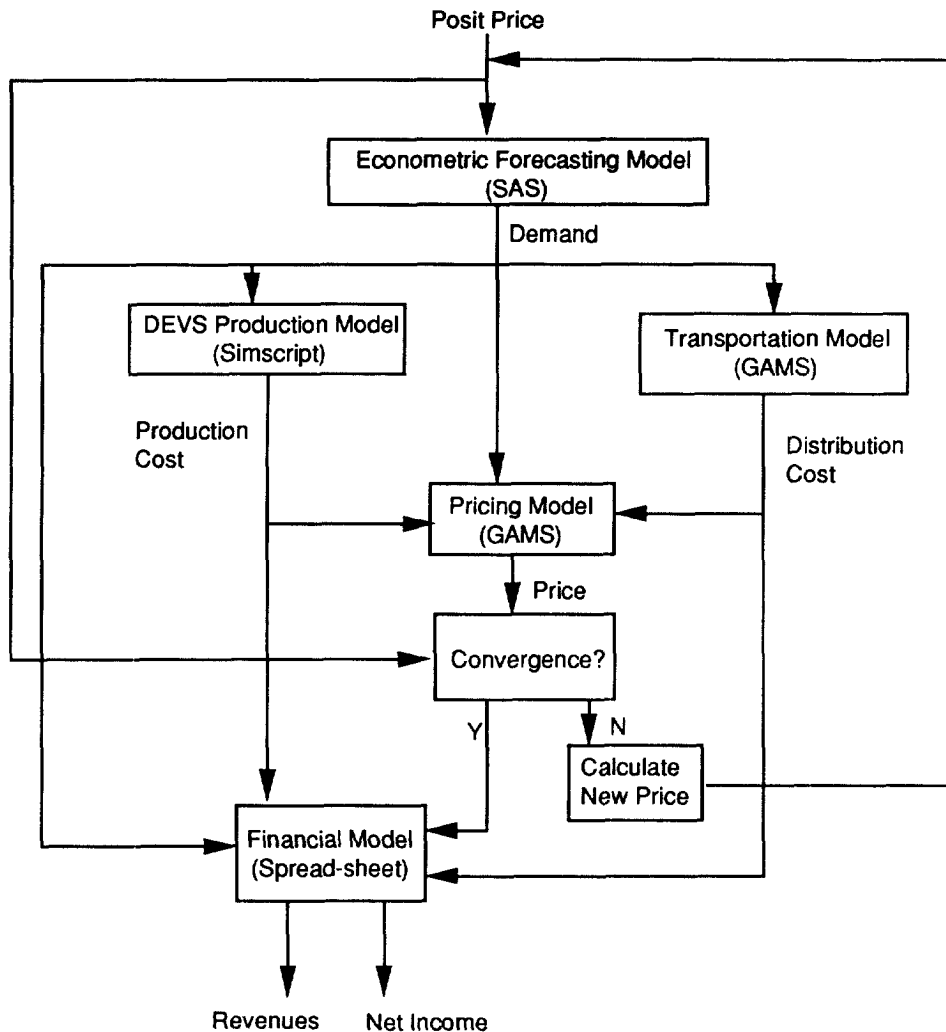 Posit Price
Econometric Forecasting Model
(SAS)
Demand
DEVS Production Model
(Simscript)
Transportation Model
(GAMS)
Production
Cost
Distribution
Cost
Pricing Model
(GAMS)
Price
Convergence?
Y
N
Calculate
New Price
Financial Model
(Spread-sheet)
Revenues
Net Income